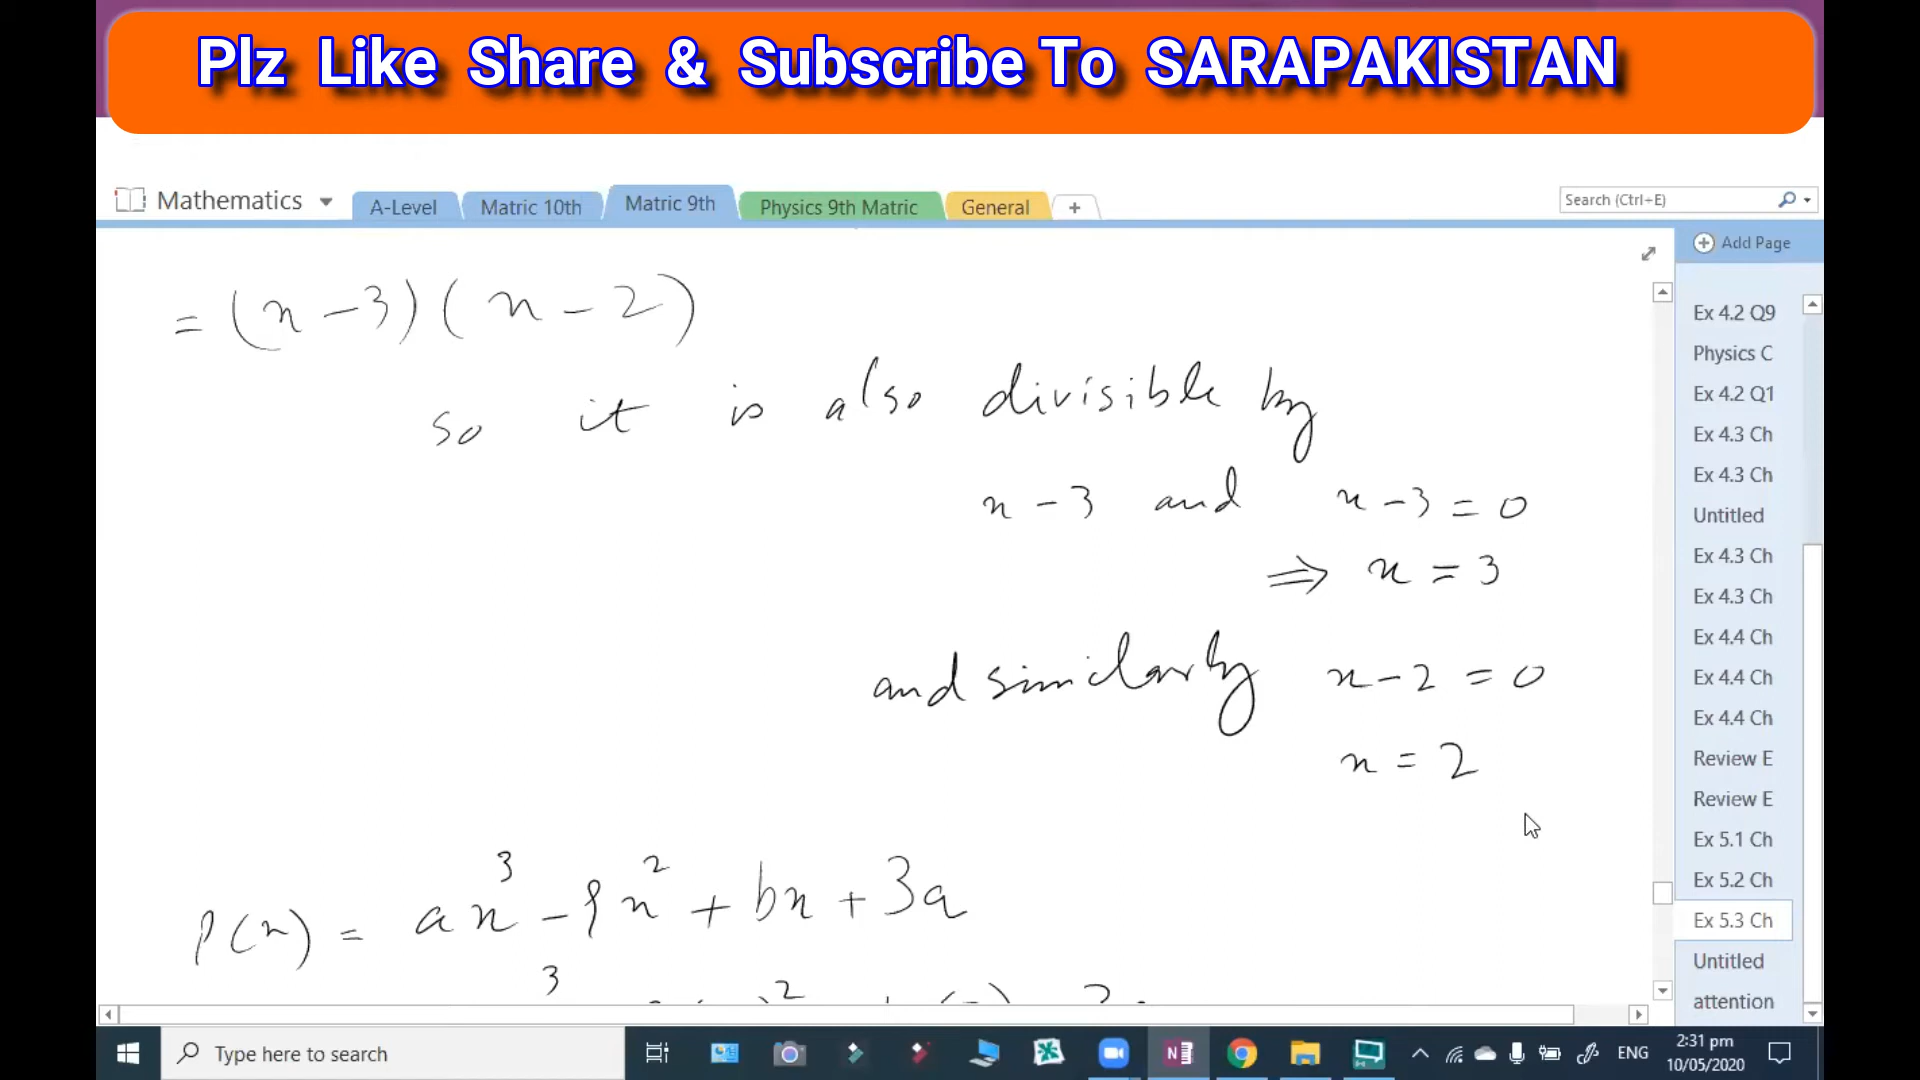 Plz Like Share & Subscribe To SARAPAKISTAN
Mathematics
A-Level
Matric 10th
Matric 9th
Physics 9th Matric
General
+
Search (Ctrl+E)
Add Page
= (x - 3)(x - 2)
so it is also divisible by
x - 3 and x - 3 = 0
⇒ x = 3
and similarly x - 2 = 0
x = 2
P(x) = ax³ - 9x² + bx + 3a
Ex 4.2 Q9
Physics C
Ex 4.2 Q1
Ex 4.3 Ch
Ex 4.3 Ch
Untitled
Ex 4.3 Ch
Ex 4.3 Ch
Ex 4.4 Ch
Ex 4.4 Ch
Ex 4.4 Ch
Review E
Review E
Ex 5.1 Ch
Ex 5.2 Ch
Ex 5.3 Ch
Untitled
attention
Type here to search
ENG
2:31 pm
10/05/2020